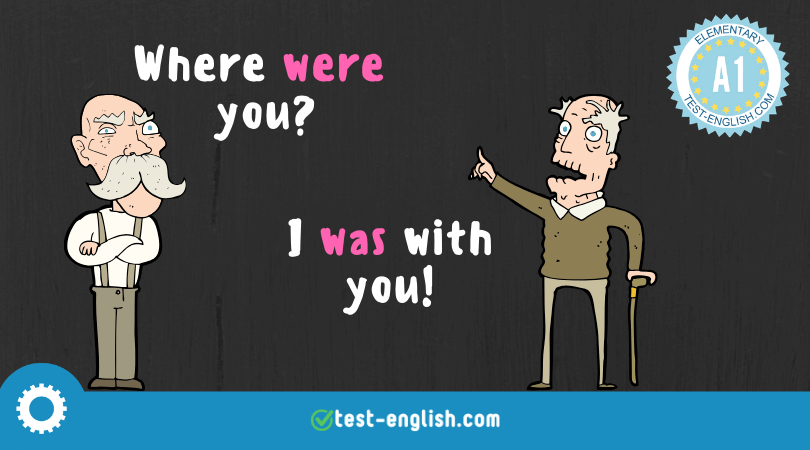 Where were
you?
ELEMENTARY
A1
TEST-ENGLISH.COM
I was with
you!
test-english.com